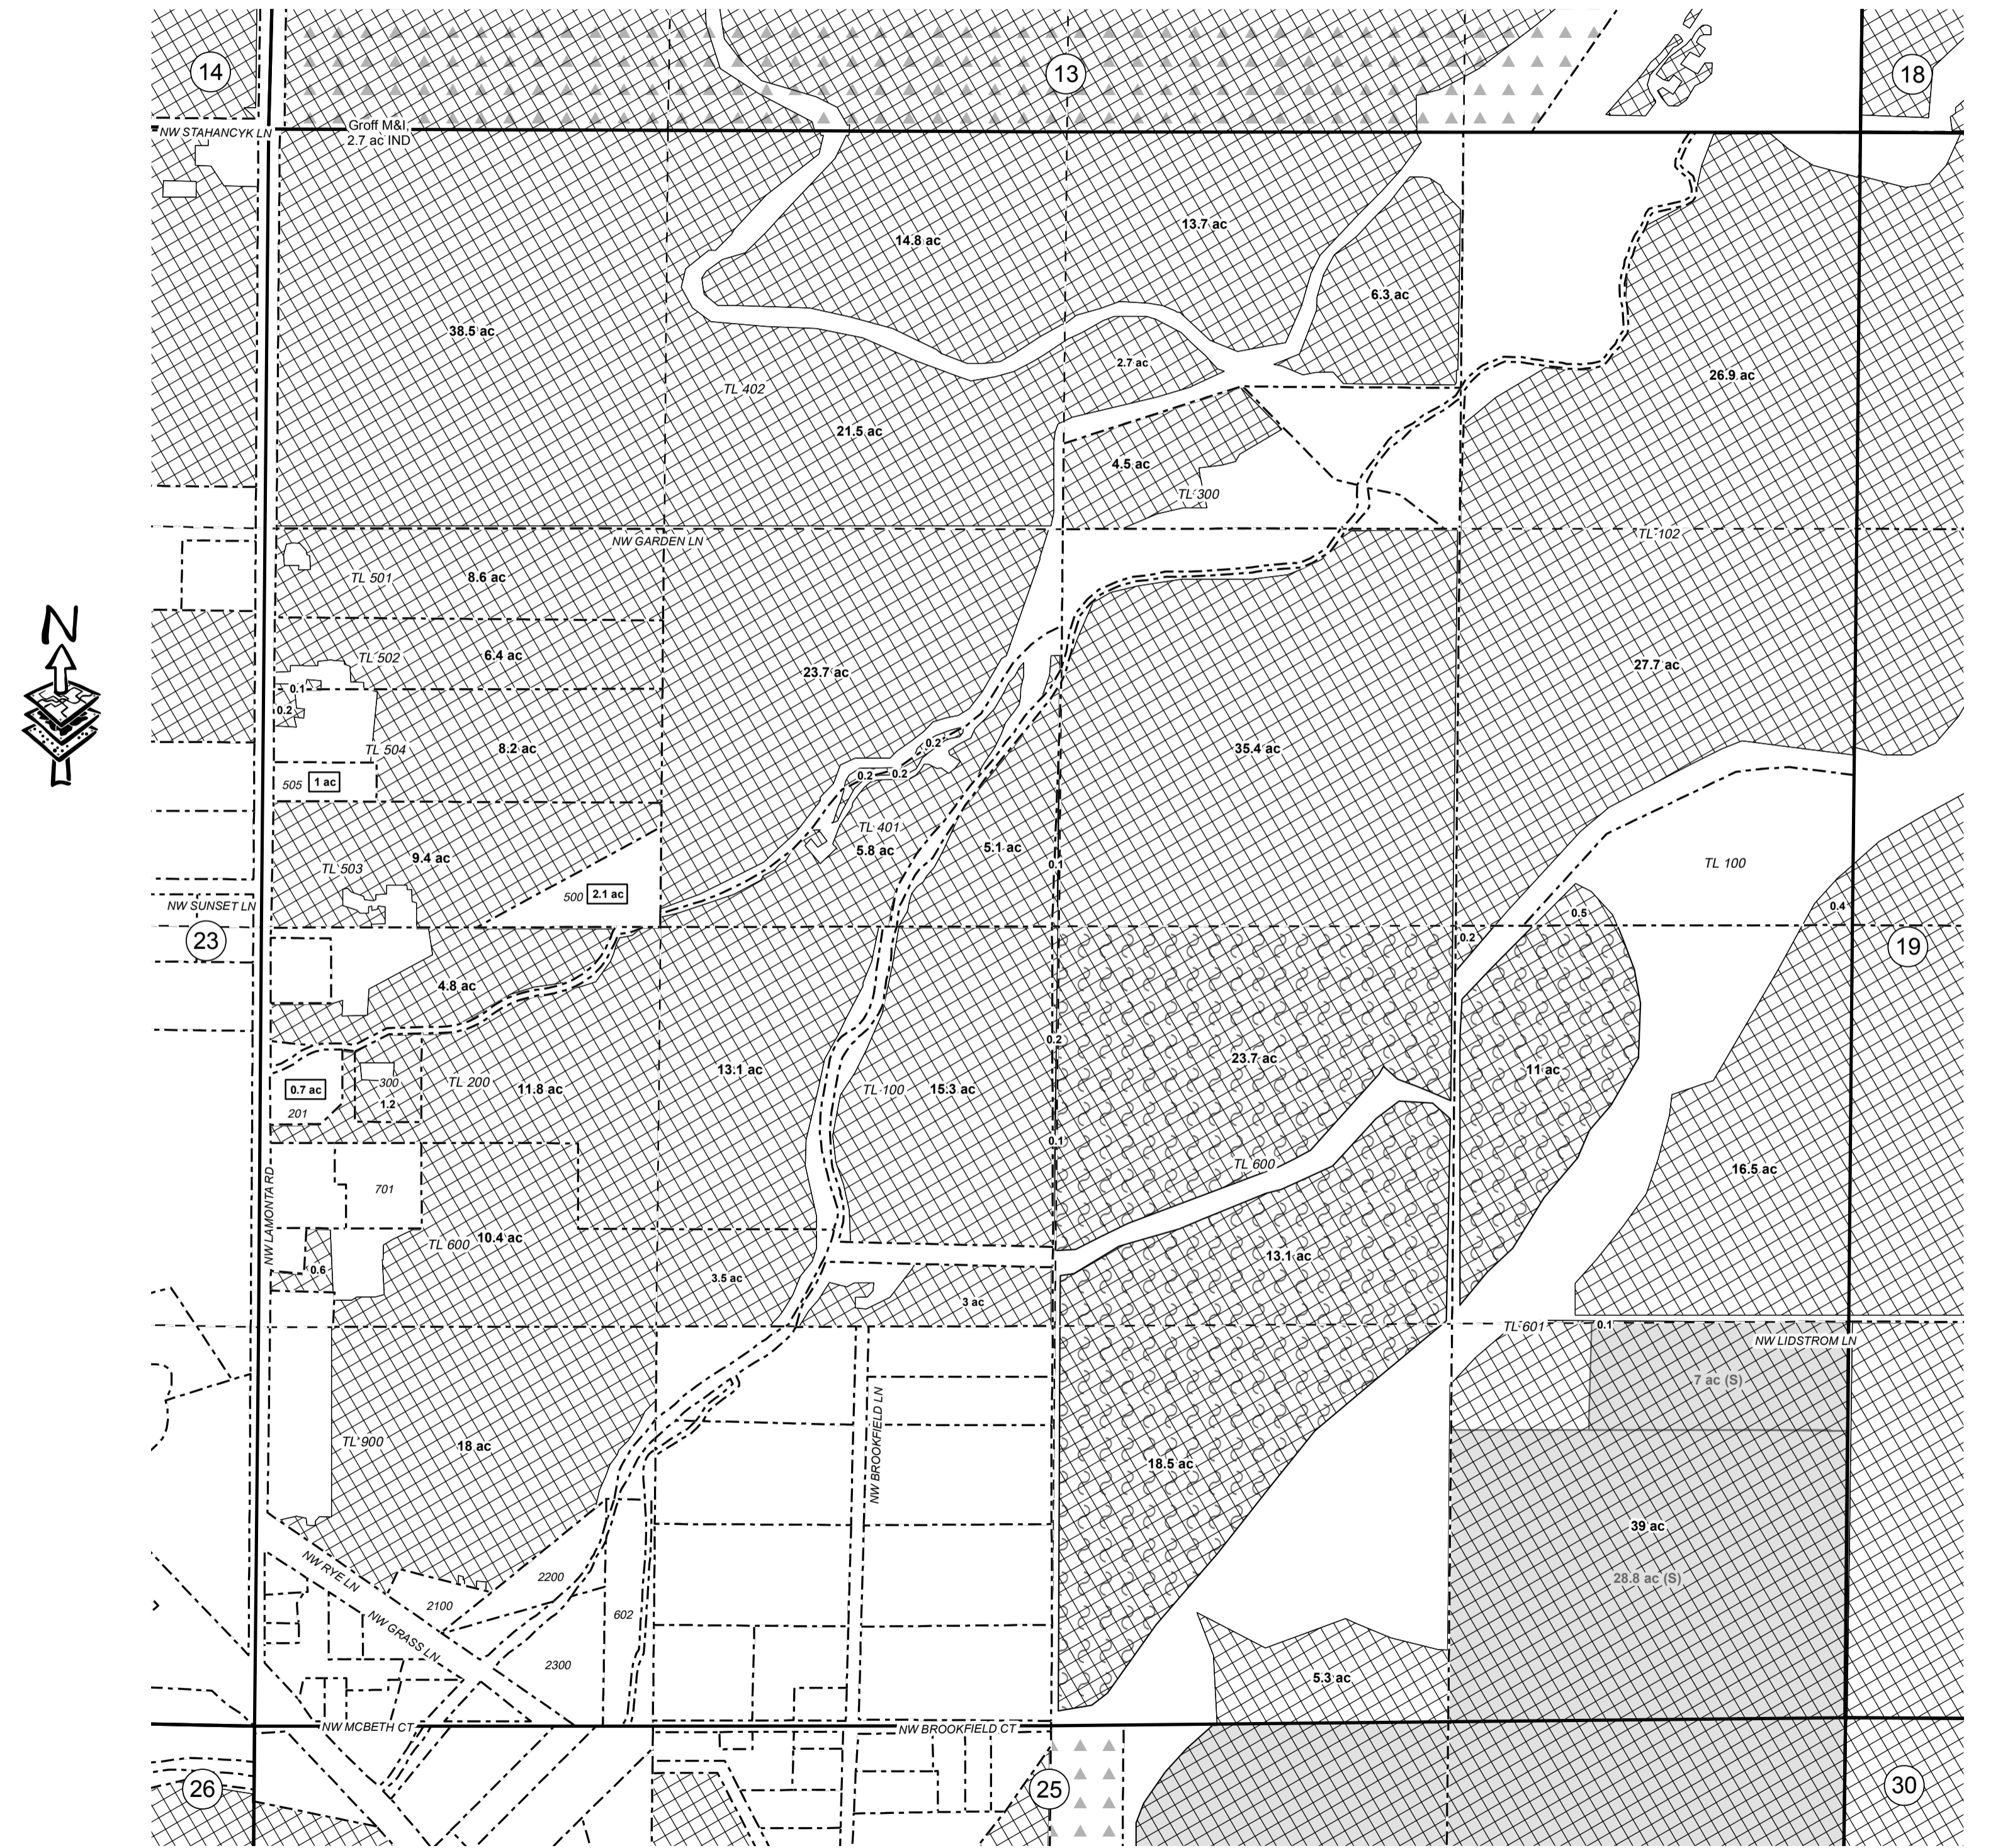 14
13
18
NW STAHANCYK LN
Groff M&I,
2.7 ac IND
13.7 ac
14.8 ac
6.3 ac
38.5 ac
2.7 ac
26.9 ac
TL 402
21.5 ac
4.5 ac
TL 300
NW GARDEN LN
TL 102
TL 501
8.6 ac
N
TL 502
6.4 ac
23.7 ac
27.7 ac
0.1
0.2
TL 504
8.2 ac
0.2
35.4 ac
505
1 ac
0.2
0.2
TL 401
5.8 ac
5.1 ac
9.4 ac
0.1
TL 100
TL 503
500
2.1 ac
NW SUNSET LN
0.5
0.4
23
0.2
19
4.8 ac
0.2
23.7 ac
0.7 ac
300
TL 200
11.8 ac
13.1 ac
TL 100
15.3 ac
11 ac
201
1.2
0.1
TL 600
16.5 ac
701
NW LAMONTA RD
TL 600
10.4 ac
13.1 ac
0.6
3.5 ac
3 ac
TL 601
0.1
NW LIDSTROM LN
7 ac (S)
NW BROOKFIELD LN
TL 900
18 ac
18.5 ac
39 ac
NW RYE LN
2200
28.8 ac (S)
2100
602
NW GRASS LN
2300
5.3 ac
NW MCBETH CT
NW BROOKFIELD CT
26
25
30